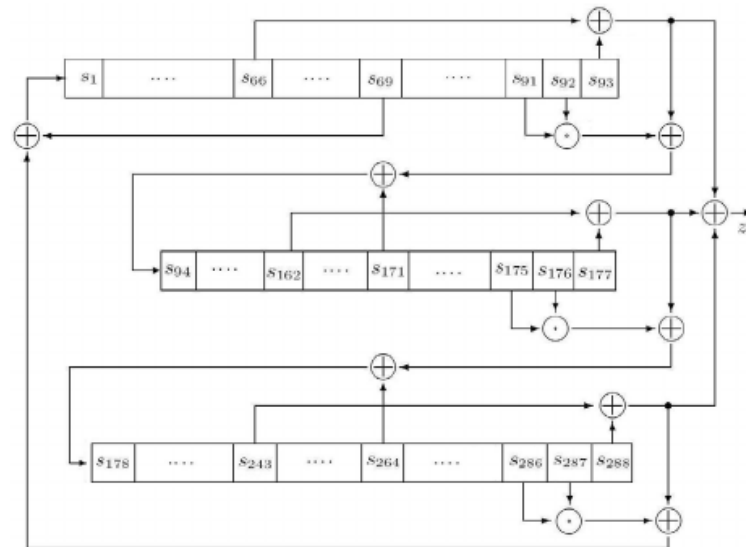 s1 .... s66 .... s69 .... s91 s92 s93
z
s94 .... s162 .... s171 .... s175 s176 s177
s178 .... s243 .... s264 .... s286 s287 s288